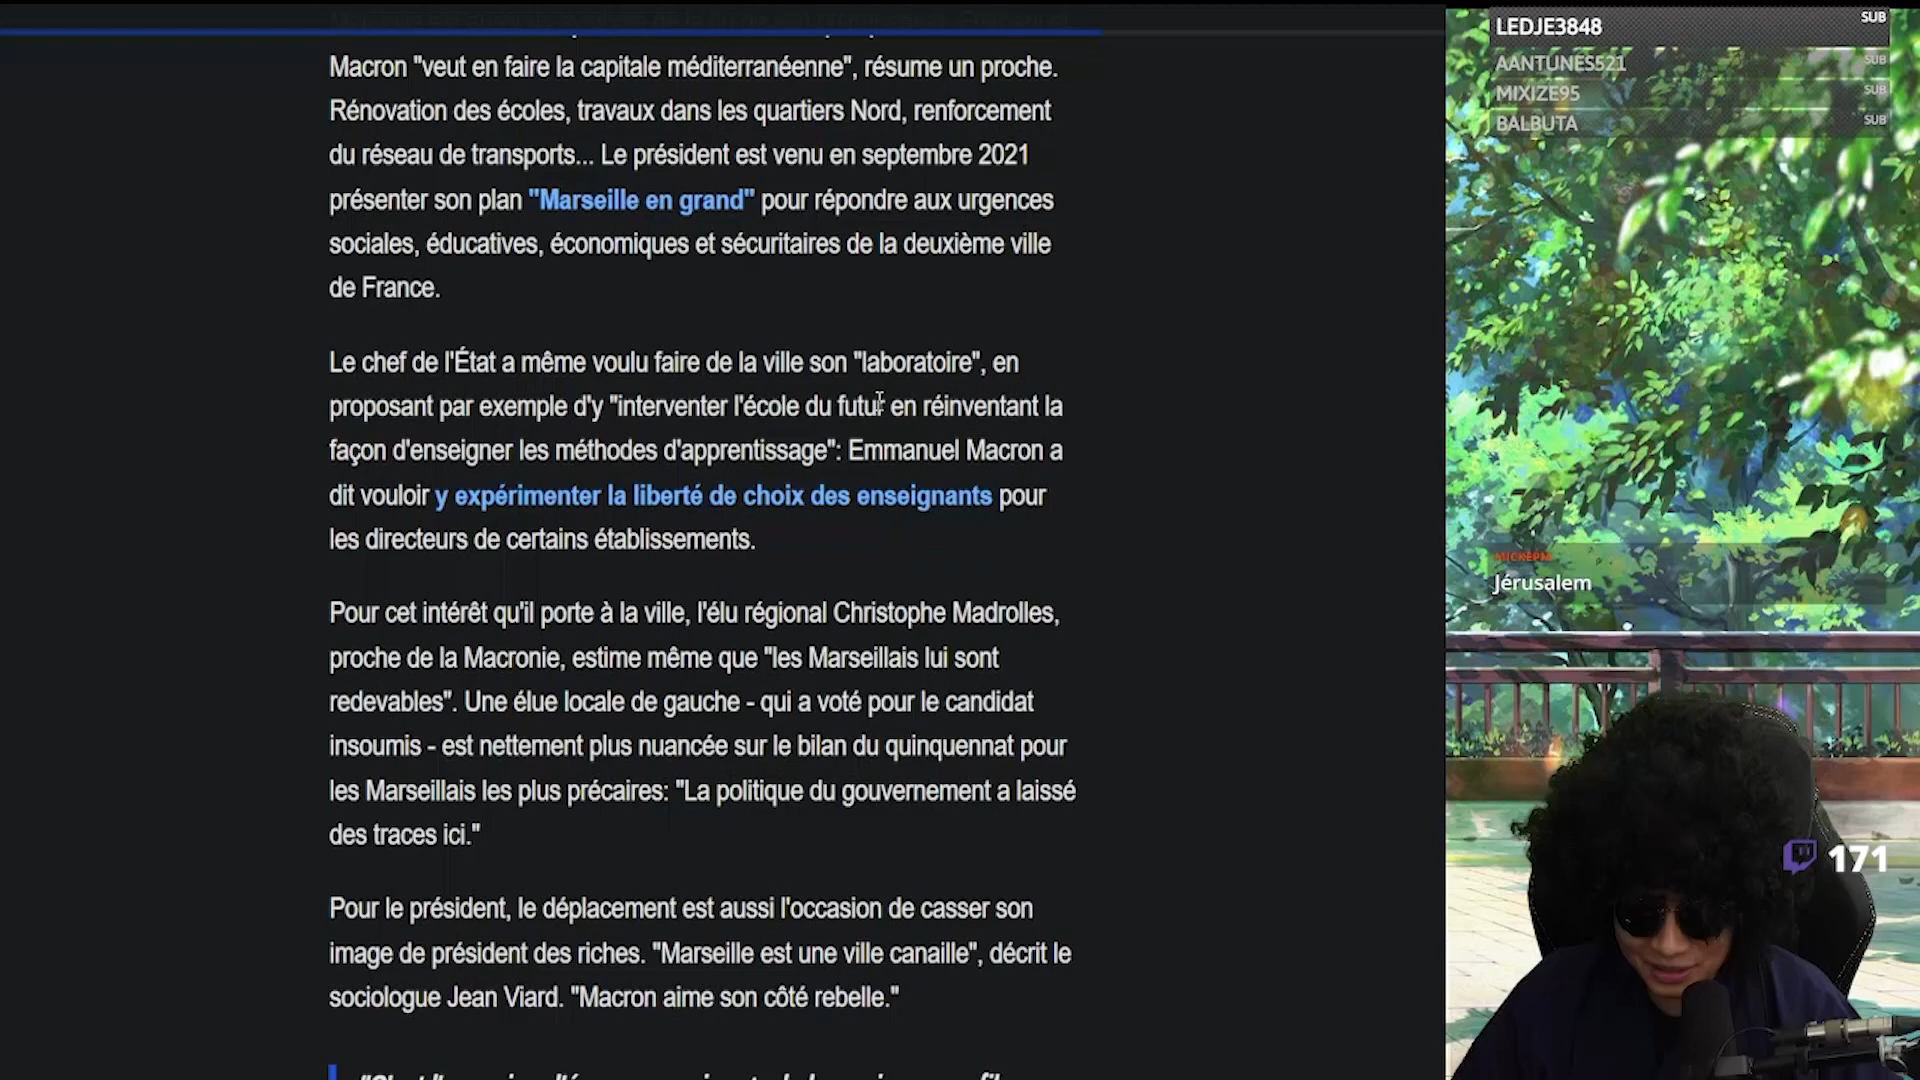 Macron "veut en faire la capitale méditerranéenne", résume un proche.
Rénovation des écoles, travaux dans les quartiers Nord, renforcement
du réseau de transports... Le président est venu en septembre 2021
présenter son plan "Marseille en grand" pour répondre aux urgences
sociales, éducatives, économiques et sécuritaires de la deuxième ville
de France.
Le chef de l'État a même voulu faire de la ville son "laboratoire", en
proposant par exemple d'y "interventer l'école du futur en réinventant la
façon d'enseigner les méthodes d'apprentissage": Emmanuel Macron a
dit vouloir y expérimenter la liberté de choix des enseignants pour
les directeurs de certains établissements.
Pour cet intérêt qu'il porte à la ville, l'élu régional Christophe Madrolles,
proche de la Macronie, estime même que "les Marseillais lui sont
redevables". Une élue locale de gauche - qui a voté pour le candidat
insoumis - est nettement plus nuancée sur le bilan du quinquennat pour
les Marseillais les plus précaires: "La politique du gouvernement a laissé
des traces ici."
Pour le président, le déplacement est aussi l'occasion de casser son
image de président des riches. "Marseille est une ville canaille", décrit le
sociologue Jean Viard. "Macron aime son côté rebelle."
LEDJE3848 SUB
AANTUNES521 SUB
MIXIZE95 SUB
BALBUTA SUB
MICKEPM
Jérusalem
171